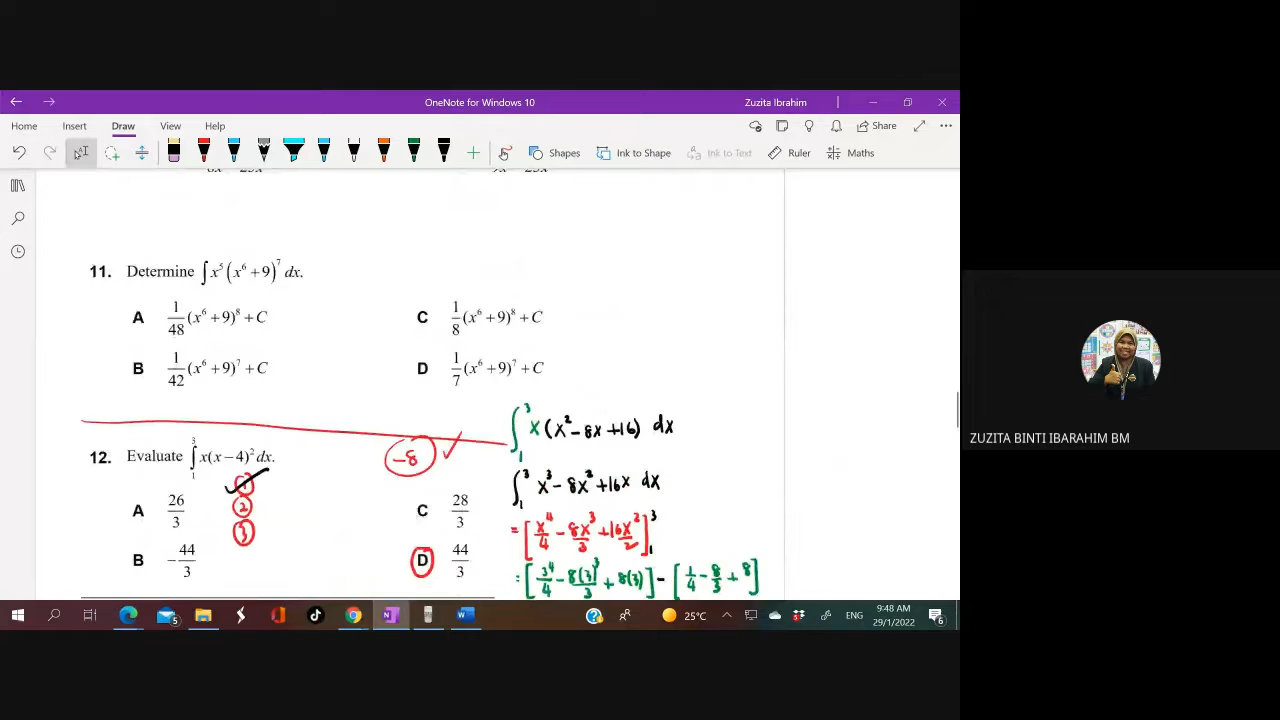 OneNote for Windows 10
Zuzita Ibrahim
Home Insert Draw View Help
Share
Shapes Ink to Shape Ink to Text Ruler Maths
11. Determine ∫ x⁵(x⁶ + 9)⁷ dx.
A 1/48 (x⁶ + 9)⁸ + C
C 1/8 (x⁶ + 9)⁸ + C
B 1/42 (x⁶ + 9)⁷ + C
D 1/7 (x⁶ + 9)⁷ + C
12. Evaluate ∫₁³ x(x − 4)² dx.
-8 ✓
1
2
3
A 26/3
C 28/3
B −44/3
D 44/3
∫₁³ x(x² - 8x + 16) dx
∫₁³ x³ - 8x² + 16x dx
= [x⁴/4 - 8x³/3 + 16x²/2]₁³
= [3⁴/4 - 8(3)³/3 + 8(3)] - [1/4 - 8/3 + 8]
ZUZITA BINTI IBARAHIM BM
5
25°C
5
ENG
9:48 AM
29/1/2022
6